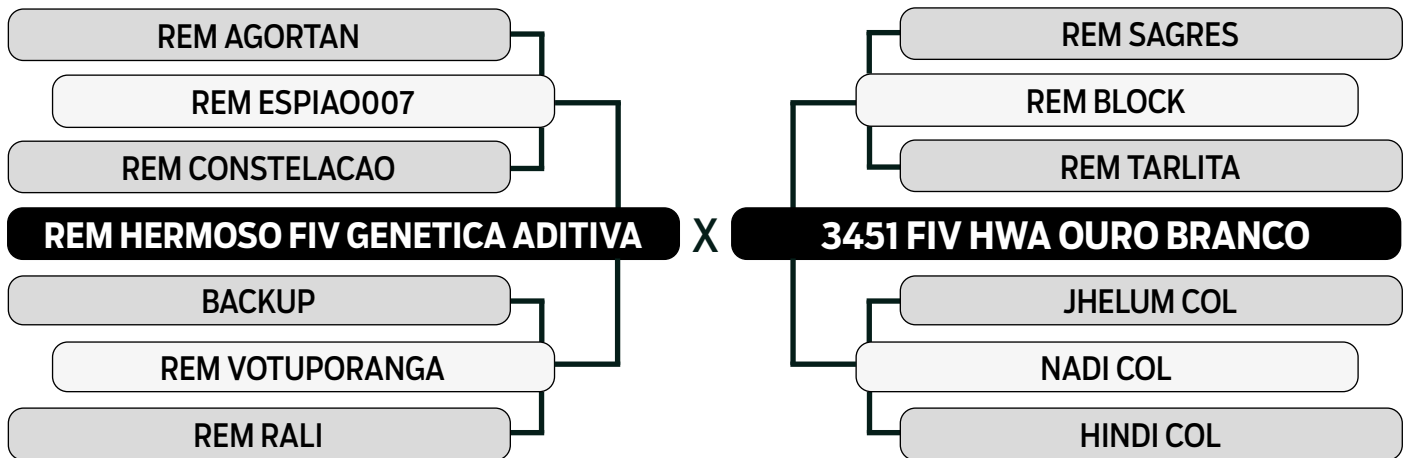 REM AGORTAN
REM ESPIAO007
REM CONSTELACAO
REM HERMOSO FIV GENETICA ADITIVA
BACKUP
REM VOTUPORANGA
REM RALI
X
REM SAGRES
REM BLOCK
REM TARLITA
3451 FIV HWA OURO BRANCO
JHELUM COL
NADI COL
HINDI COL